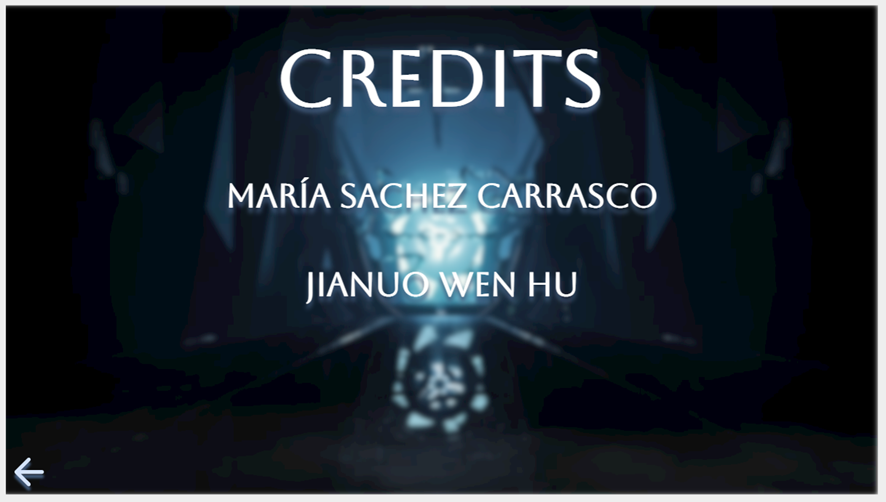 CREDITS
MARÍA SACHEZ CARRASCO
JIANUO WEN HU